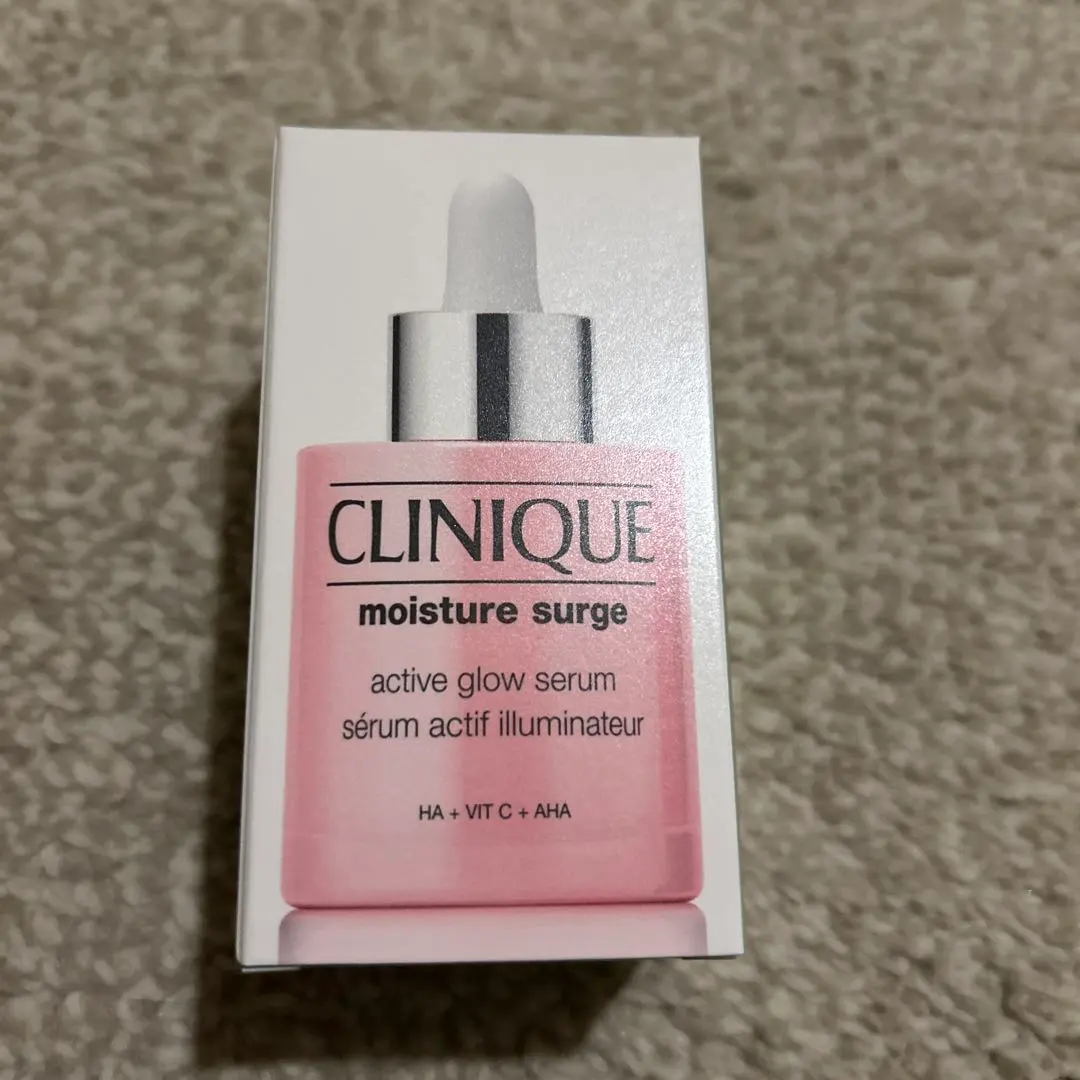 CLINIQUE
moisture surge
active glow serum
sérum actif illuminateur
HA + VIT C + AHA